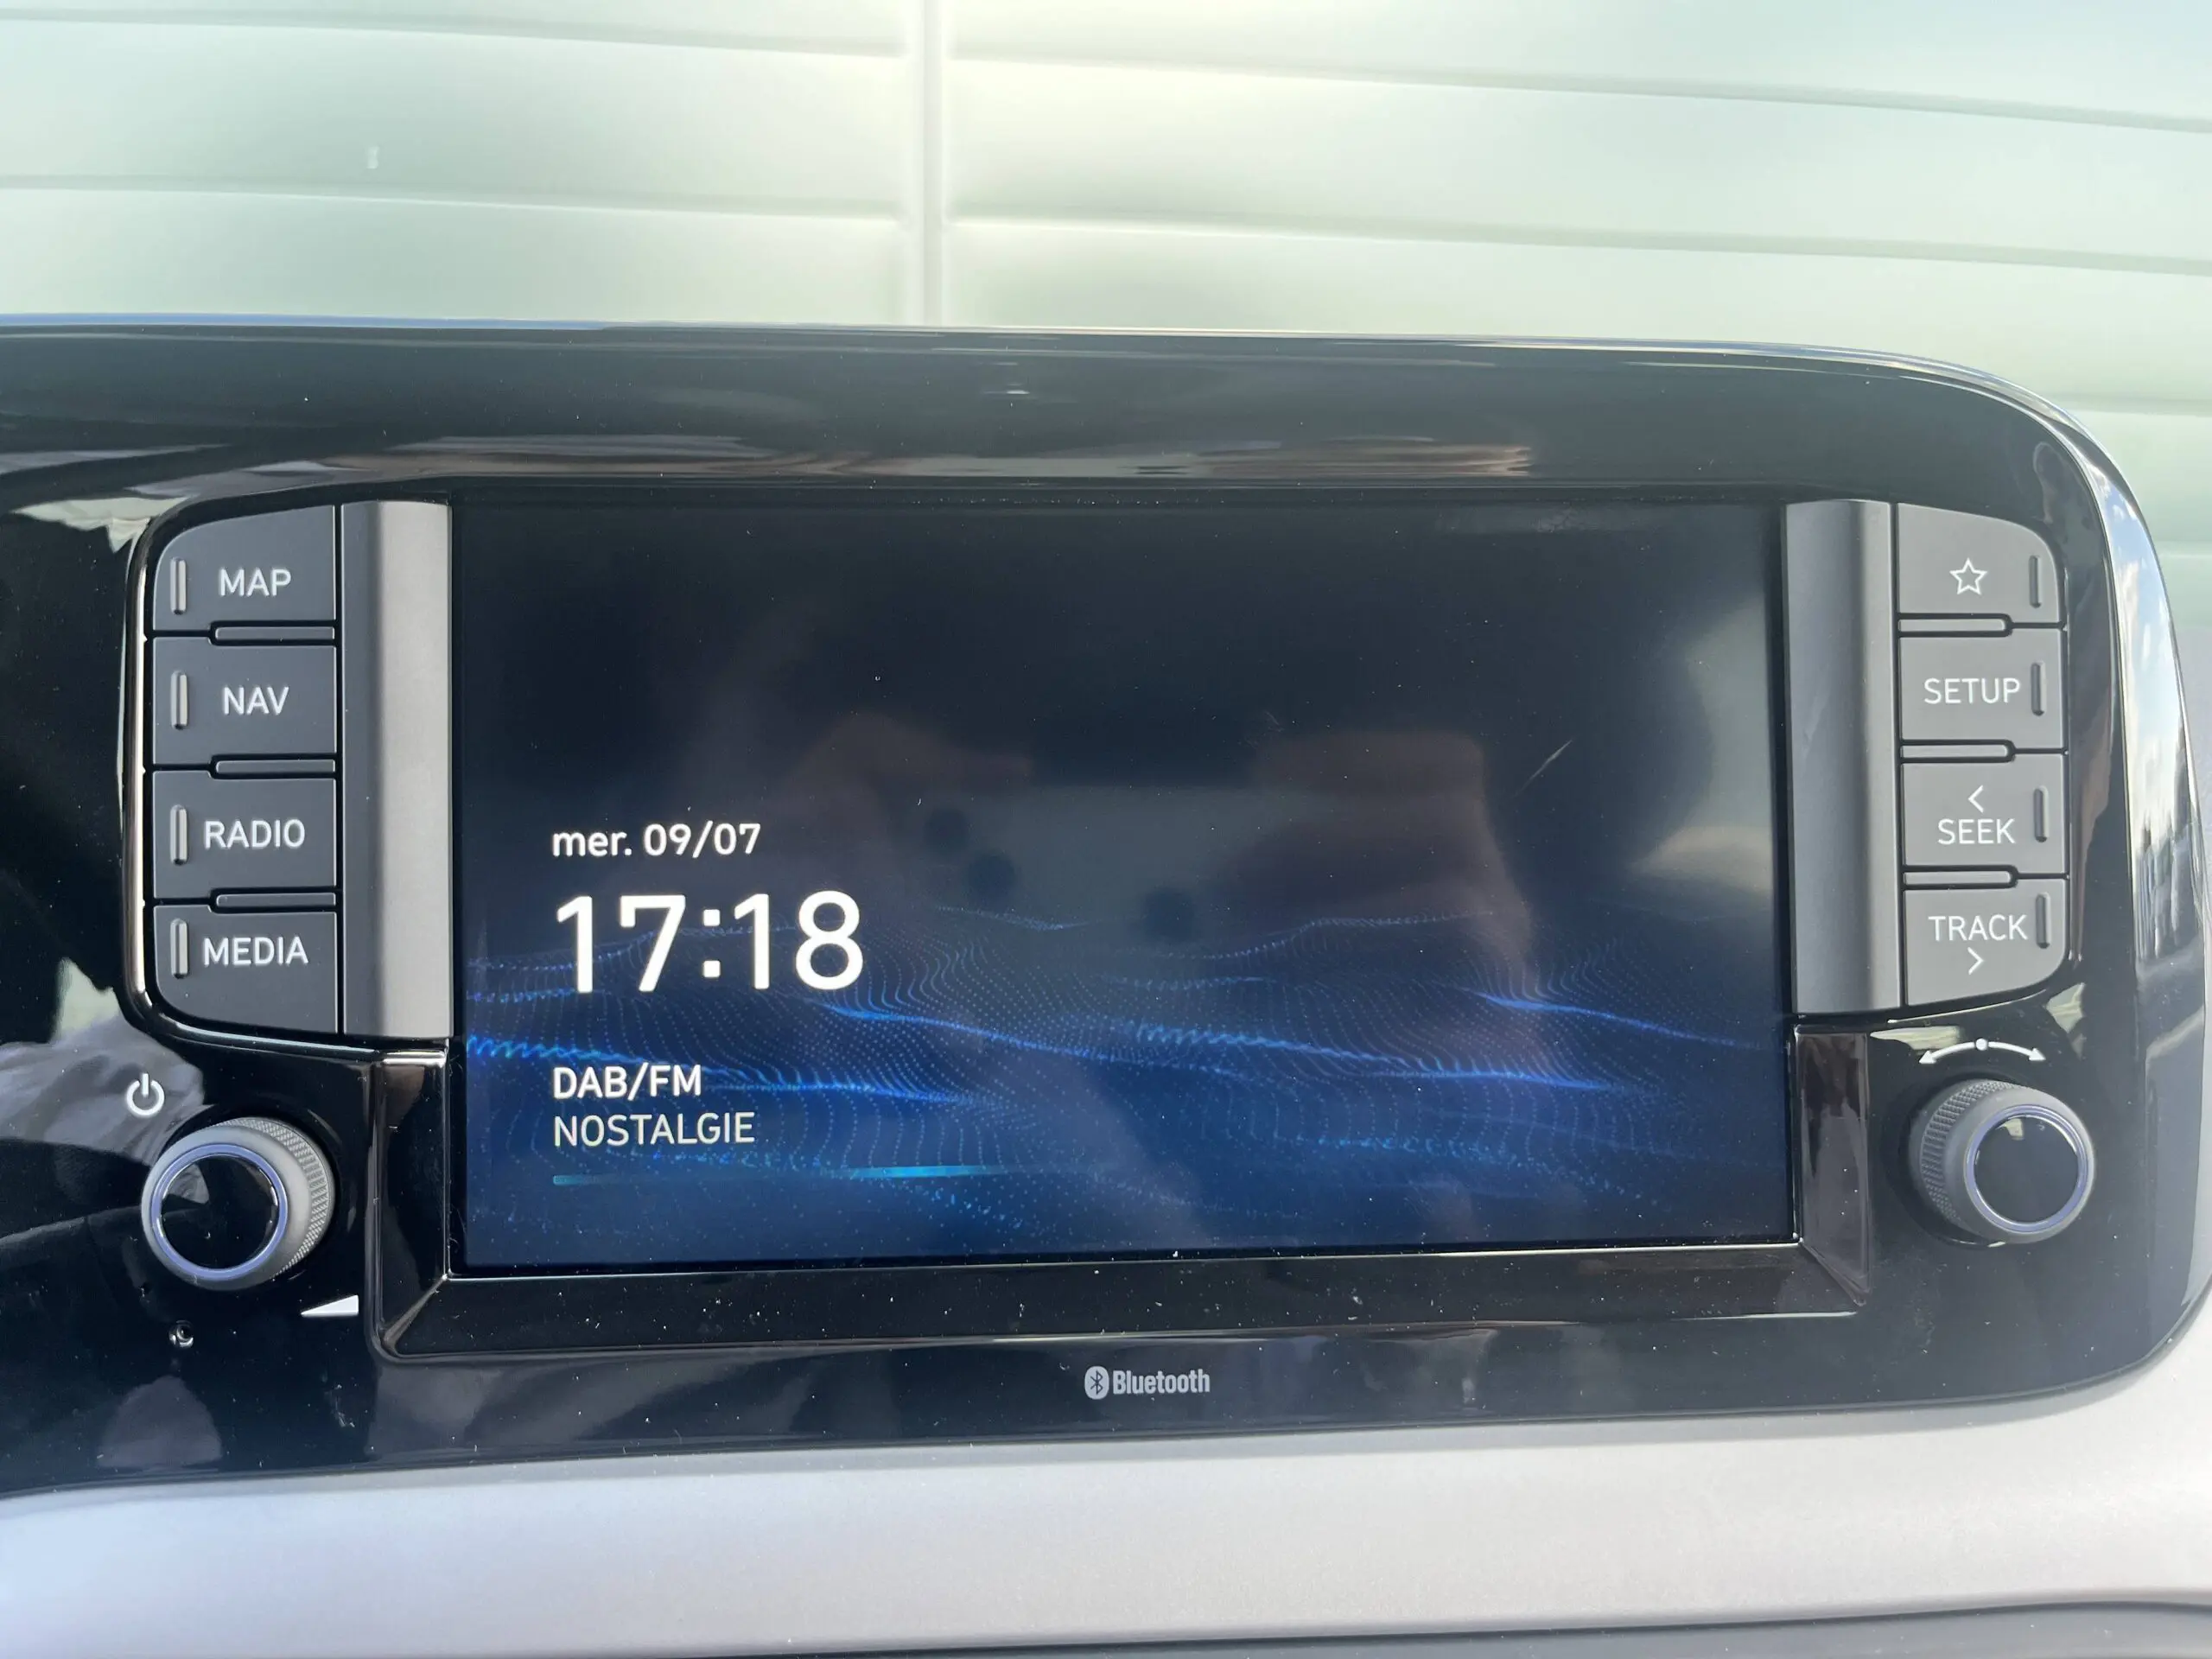 MAP
NAV
RADIO
MEDIA
mer. 09/07
17:18
DAB/FM
NOSTALGIE
SETUP
<
SEEK
TRACK
>
Bluetooth